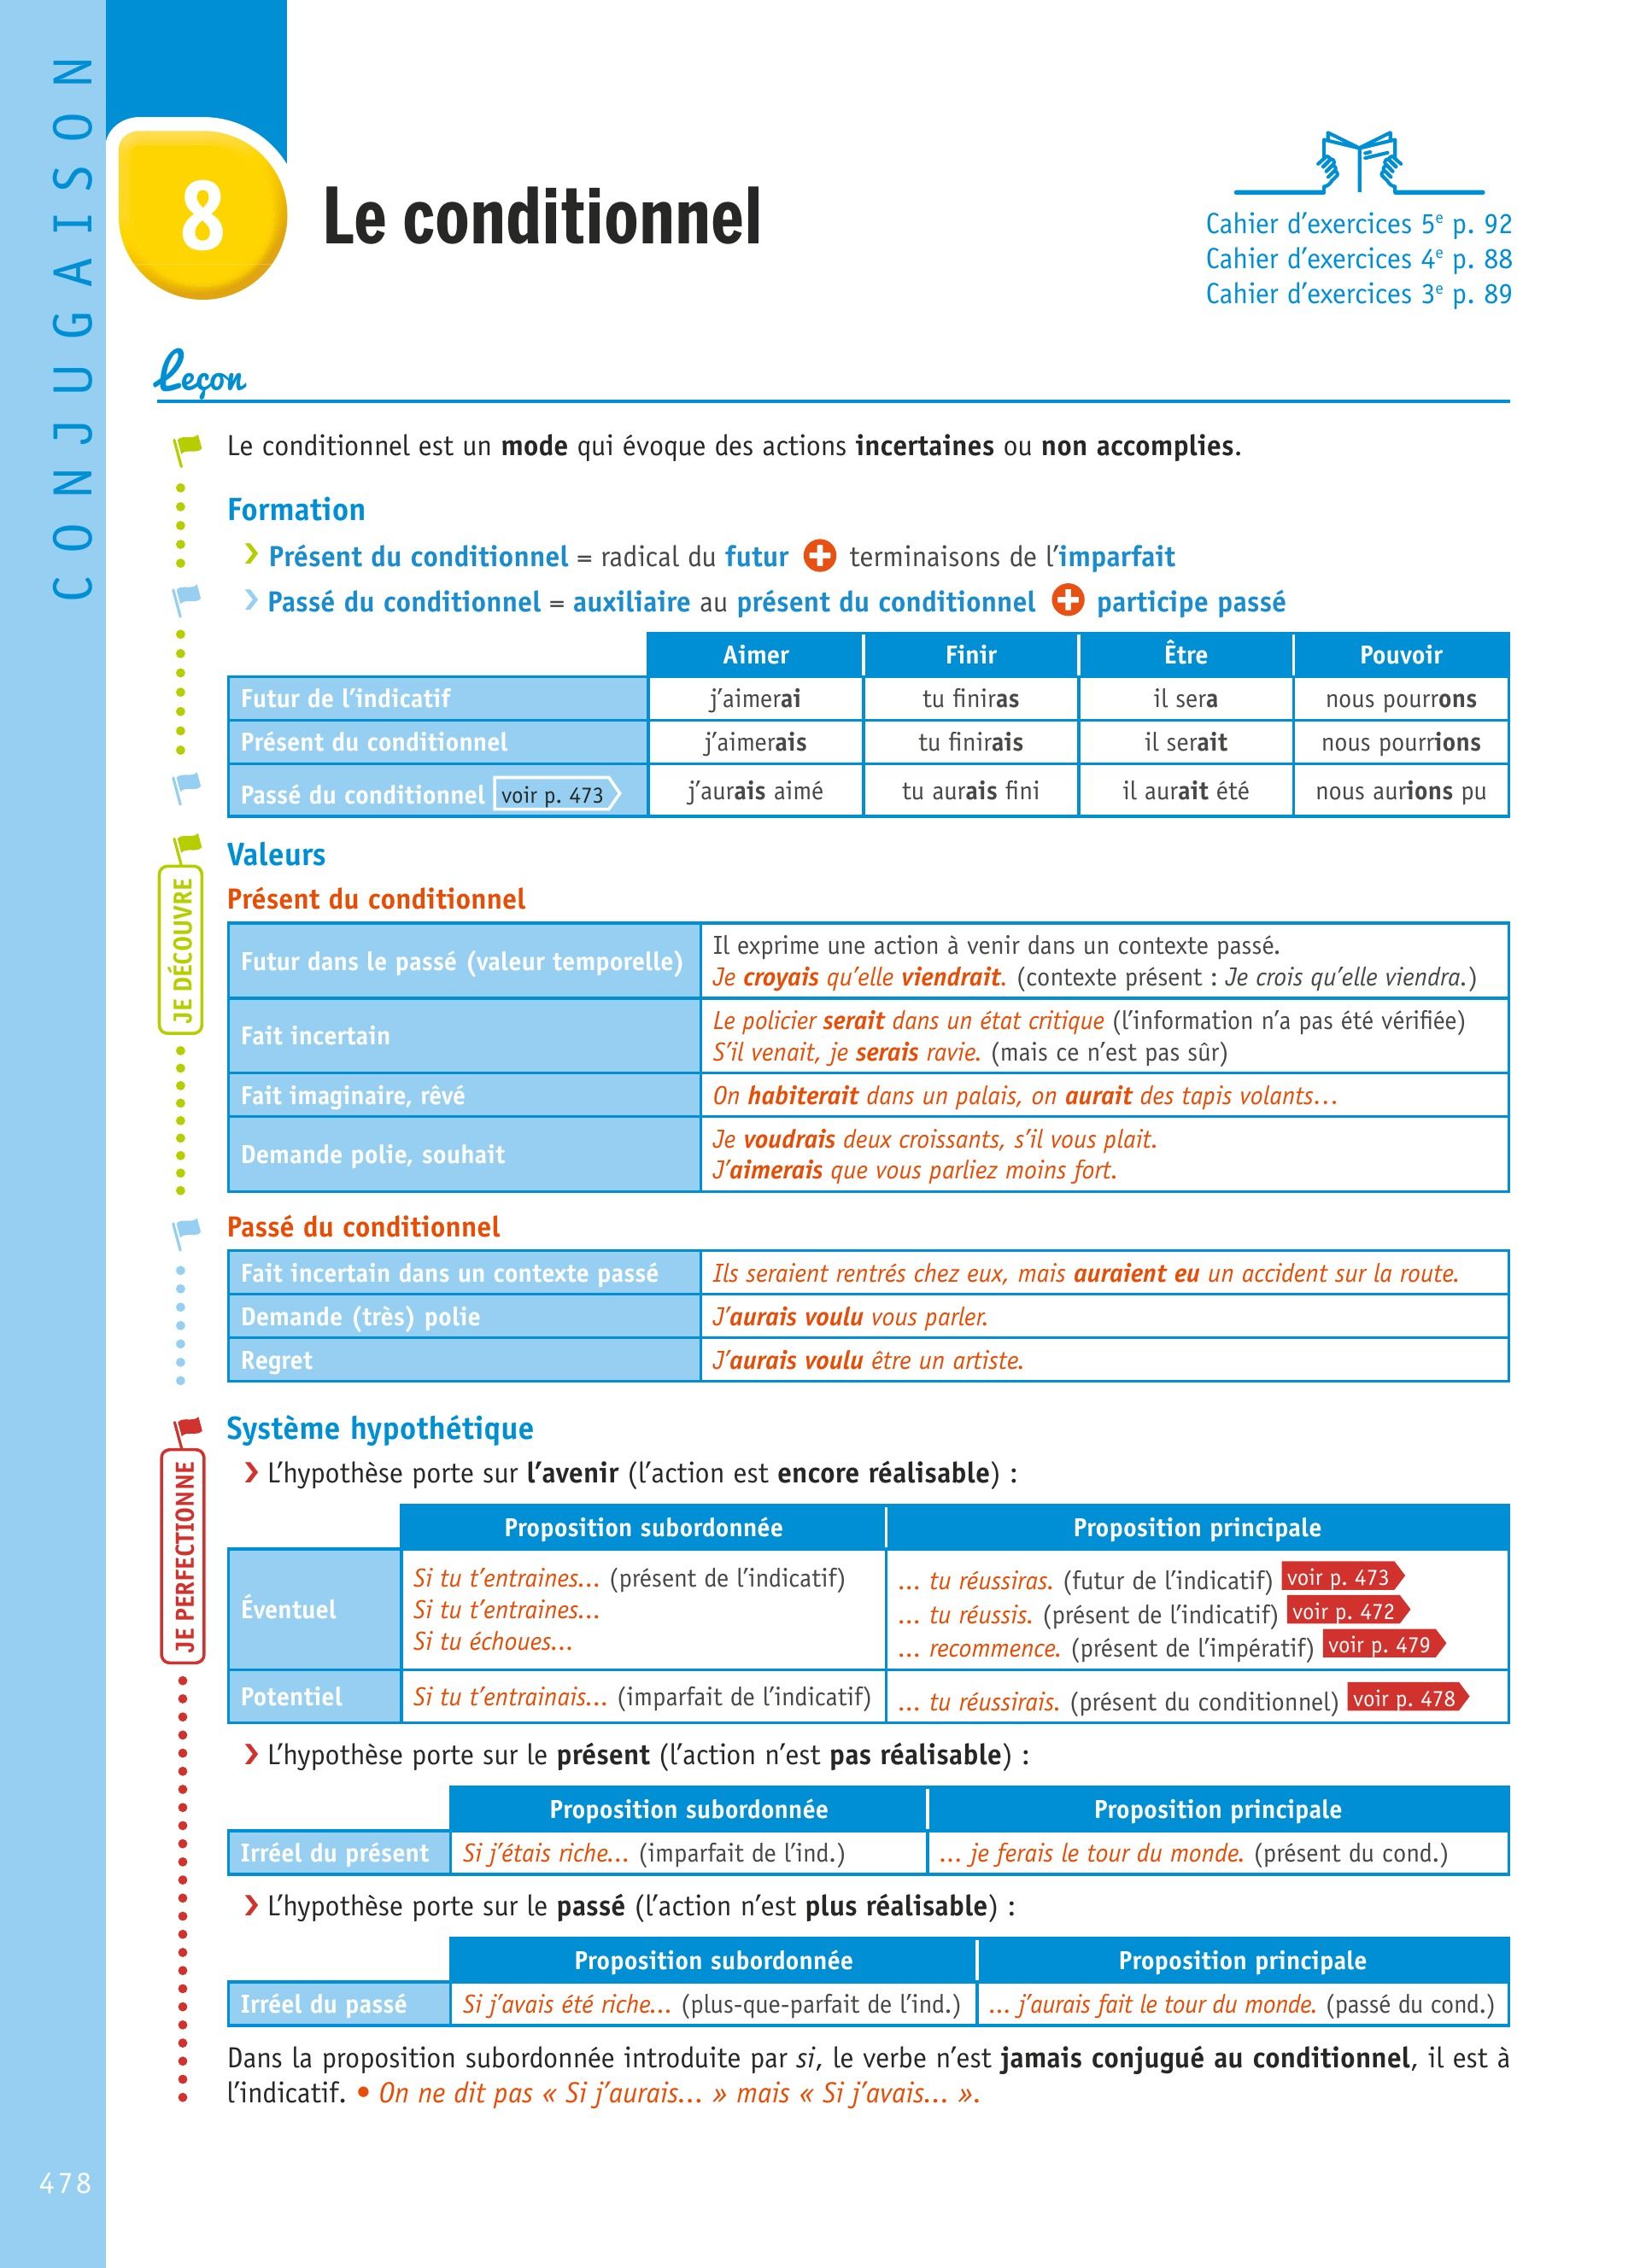 CONJUGAISON
8
Le conditionnel
Cahier d'exercices 5e p. 92
Cahier d'exercices 4e p. 88
Cahier d'exercices 3e p. 89
Leçon
Le conditionnel est un mode qui évoque des actions incertaines ou non accomplies.
Formation
› Présent du conditionnel = radical du futur + terminaisons de l'imparfait
› Passé du conditionnel = auxiliaire au présent du conditionnel + participe passé
Aimer Finir Être Pouvoir
Futur de l'indicatif j'aimerai tu finiras il sera nous pourrons
Présent du conditionnel j'aimerais tu finirais il serait nous pourrions
Passé du conditionnel voir p. 473 j'aurais aimé tu aurais fini il aurait été nous aurions pu
JE DÉCOUVRE
Valeurs
Présent du conditionnel
Futur dans le passé (valeur temporelle)
Il exprime une action à venir dans un contexte passé.
Je croyais qu'elle viendrait. (contexte présent : Je crois qu'elle viendra.)
Fait incertain
Le policier serait dans un état critique (l'information n'a pas été vérifiée)
S'il venait, je serais ravie. (mais ce n'est pas sûr)
Fait imaginaire, rêvé
On habiterait dans un palais, on aurait des tapis volants…
Demande polie, souhait
Je voudrais deux croissants, s'il vous plait.
J'aimerais que vous parliez moins fort.
Passé du conditionnel
Fait incertain dans un contexte passé
Ils seraient rentrés chez eux, mais auraient eu un accident sur la route.
Demande (très) polie
J'aurais voulu vous parler.
Regret
J'aurais voulu être un artiste.
JE PERFECTIONNE
Système hypothétique
› L'hypothèse porte sur l'avenir (l'action est encore réalisable) :
Proposition subordonnée Proposition principale
Éventuel
Si tu t'entraines… (présent de l'indicatif)
Si tu t'entraines…
Si tu échoues…
… tu réussiras. (futur de l'indicatif) voir p. 473
… tu réussis. (présent de l'indicatif) voir p. 472
… recommence. (présent de l'impératif) voir p. 479
Potentiel
Si tu t'entrainais… (imparfait de l'indicatif)
… tu réussirais. (présent du conditionnel) voir p. 478
› L'hypothèse porte sur le présent (l'action n'est pas réalisable) :
Proposition subordonnée Proposition principale
Irréel du présent Si j'étais riche… (imparfait de l'ind.) … je ferais le tour du monde. (présent du cond.)
› L'hypothèse porte sur le passé (l'action n'est plus réalisable) :
Proposition subordonnée Proposition principale
Irréel du passé Si j'avais été riche… (plus-que-parfait de l'ind.) … j'aurais fait le tour du monde. (passé du cond.)
Dans la proposition subordonnée introduite par si, le verbe n'est jamais conjugué au conditionnel, il est à
l'indicatif. • On ne dit pas « Si j'aurais… » mais « Si j'avais… ».
478